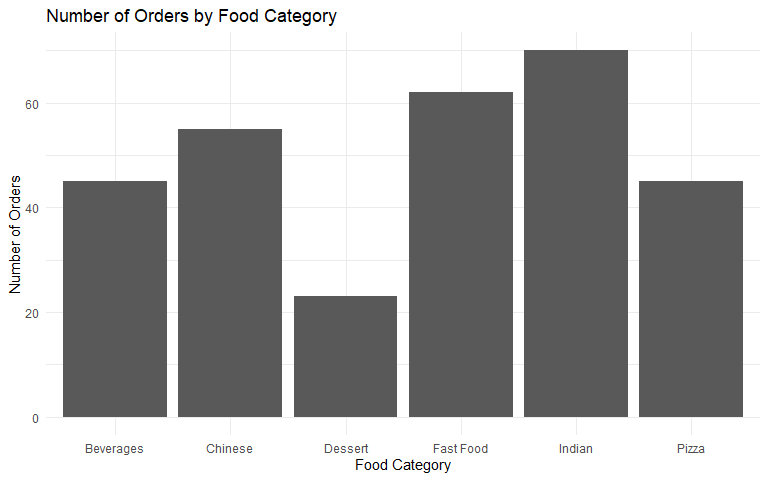 Number of Orders by Food Category
Number of Orders
60
40
20
0
Beverages Chinese Dessert Fast Food Indian Pizza
Food Category